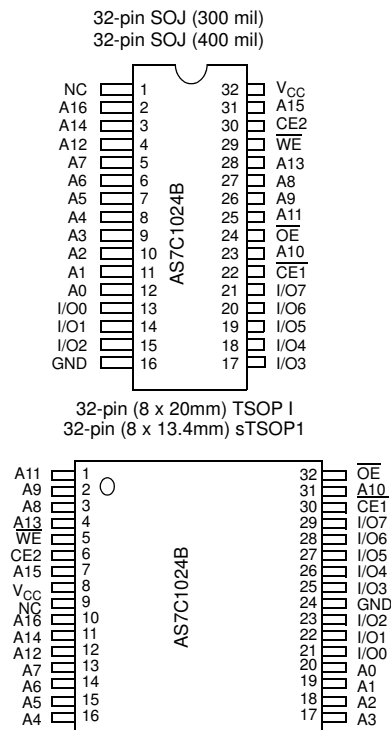 32-pin SOJ (300 mil)
32-pin SOJ (400 mil)
NC 1 32 VCC
A16 2 31 A15
A14 3 30 CE2
A12 4 29 WE
A7 5 28 A13
A6 6 27 A8
A5 7 26 A9
A4 8 25 A11
A3 9 24 OE
A2 10 23 A10
A1 11 22 CE1
A0 12 21 I/O7
I/O0 13 20 I/O6
I/O1 14 19 I/O5
I/O2 15 18 I/O4
GND 16 17 I/O3
AS7C1024B
32-pin (8 x 20mm) TSOP I
32-pin (8 x 13.4mm) sTSOP1
A11 1 32 OE
A9 2 31 A10
A8 3 30 CE1
A13 4 29 I/O7
WE 5 28 I/O6
CE2 6 27 I/O5
A15 7 26 I/O4
VCC 8 25 I/O3
NC 9 24 GND
A16 10 23 I/O2
A14 11 22 I/O1
A12 12 21 I/O0
A7 13 20 A0
A6 14 19 A1
A5 15 18 A2
A4 16 17 A3
AS7C1024B